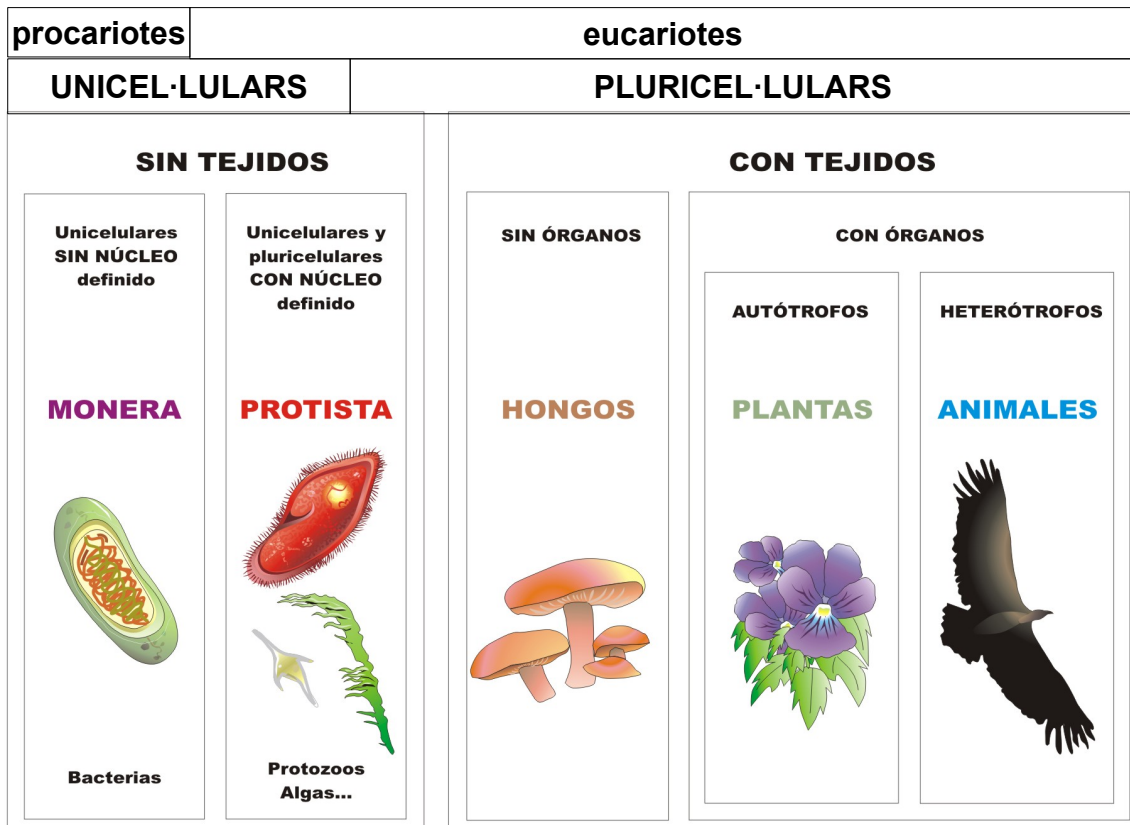 procariotes
eucariotes
UNICEL·LULARS
PLURICEL·LULARS
SIN TEJIDOS
CON TEJIDOS
Unicelulares
SIN NÚCLEO
definido
Unicelulares y
pluricelulares
CON NÚCLEO
definido
SIN ÓRGANOS
CON ÓRGANOS
AUTÓTROFOS
HETERÓTROFOS
MONERA
PROTISTA
HONGOS
PLANTAS
ANIMALES
Bacterias
Protozoos
Algas...